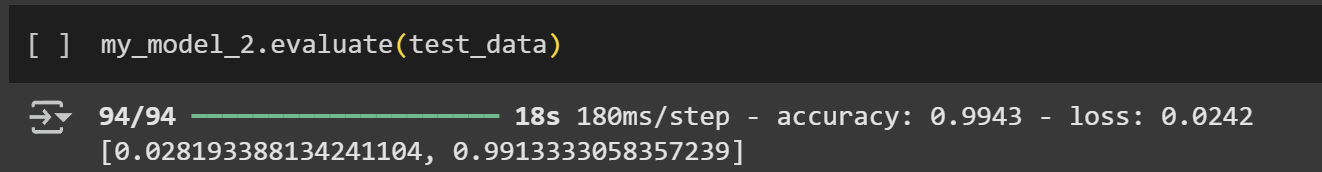 [ ] my_model_2.evaluate(test_data)
94/94 ━━━━━━━━━━━━━━━━━━━━ 18s 180ms/step - accuracy: 0.9943 - loss: 0.0242
[0.028193388134241104, 0.9913333058357239]